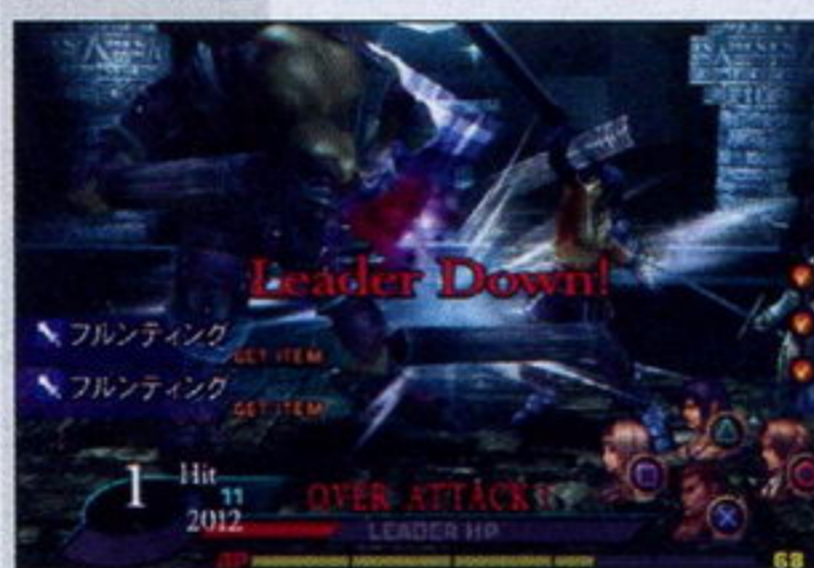 Leader Down!
フルンティング
GET ITEM
フルンティング
GET ITEM
1 Hit
11
2012
OVER ATTACK!!
LEADER HP
AP
68